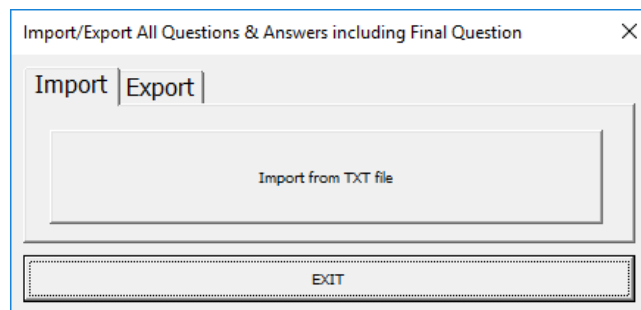 Import/Export All Questions & Answers including Final Question
Import Export
Import from TXT file
EXIT